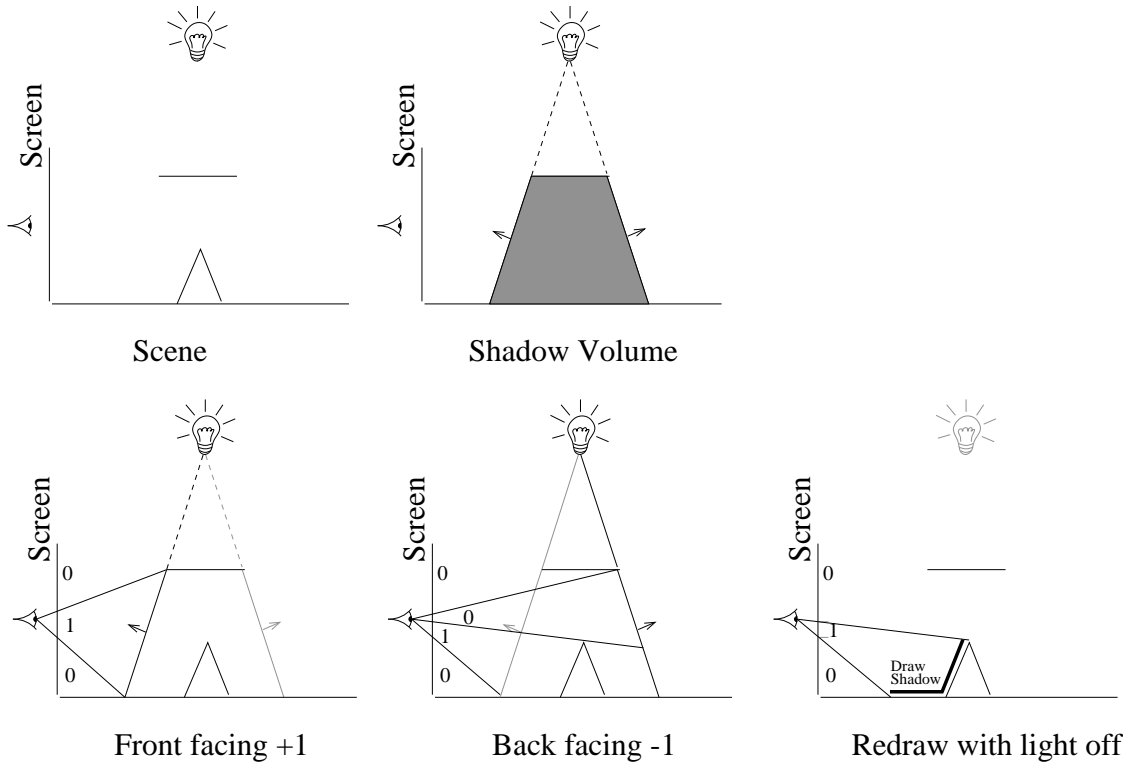 Screen
Screen
Scene
Shadow Volume
Screen
0
1
0
Front facing +1
Screen
0
0
1
0
Back facing -1
Screen
0
1
0
Draw
Shadow
Redraw with light off